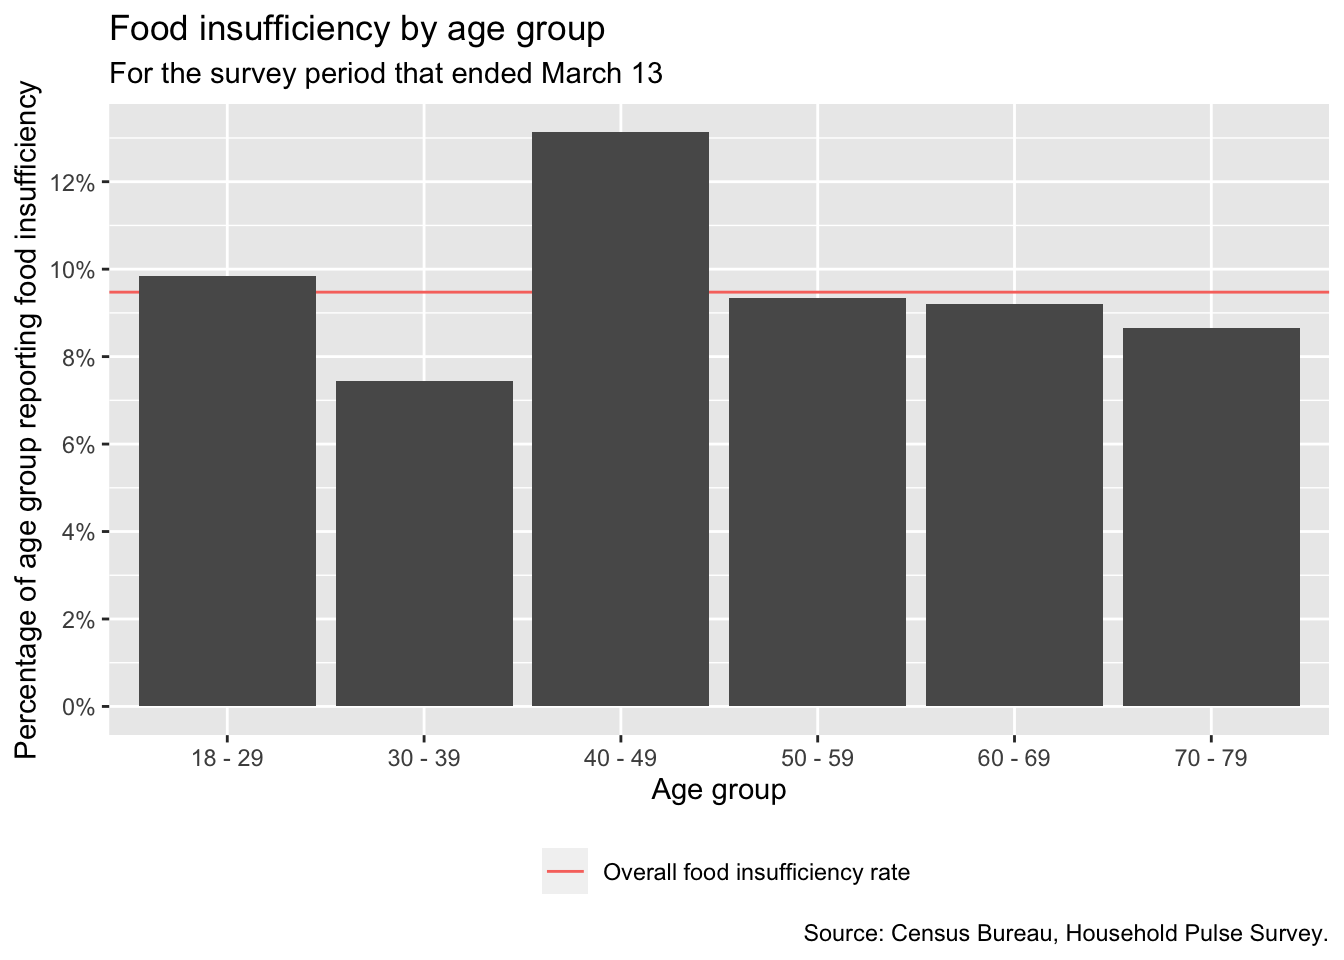 Food insufficiency by age group
For the survey period that ended March 13
Percentage of age group reporting food insufficiency
12%
10%
8%
6%
4%
2%
0%
18 - 29
30 - 39
40 - 49
50 - 59
60 - 69
70 - 79
Age group
Overall food insufficiency rate
Source: Census Bureau, Household Pulse Survey.